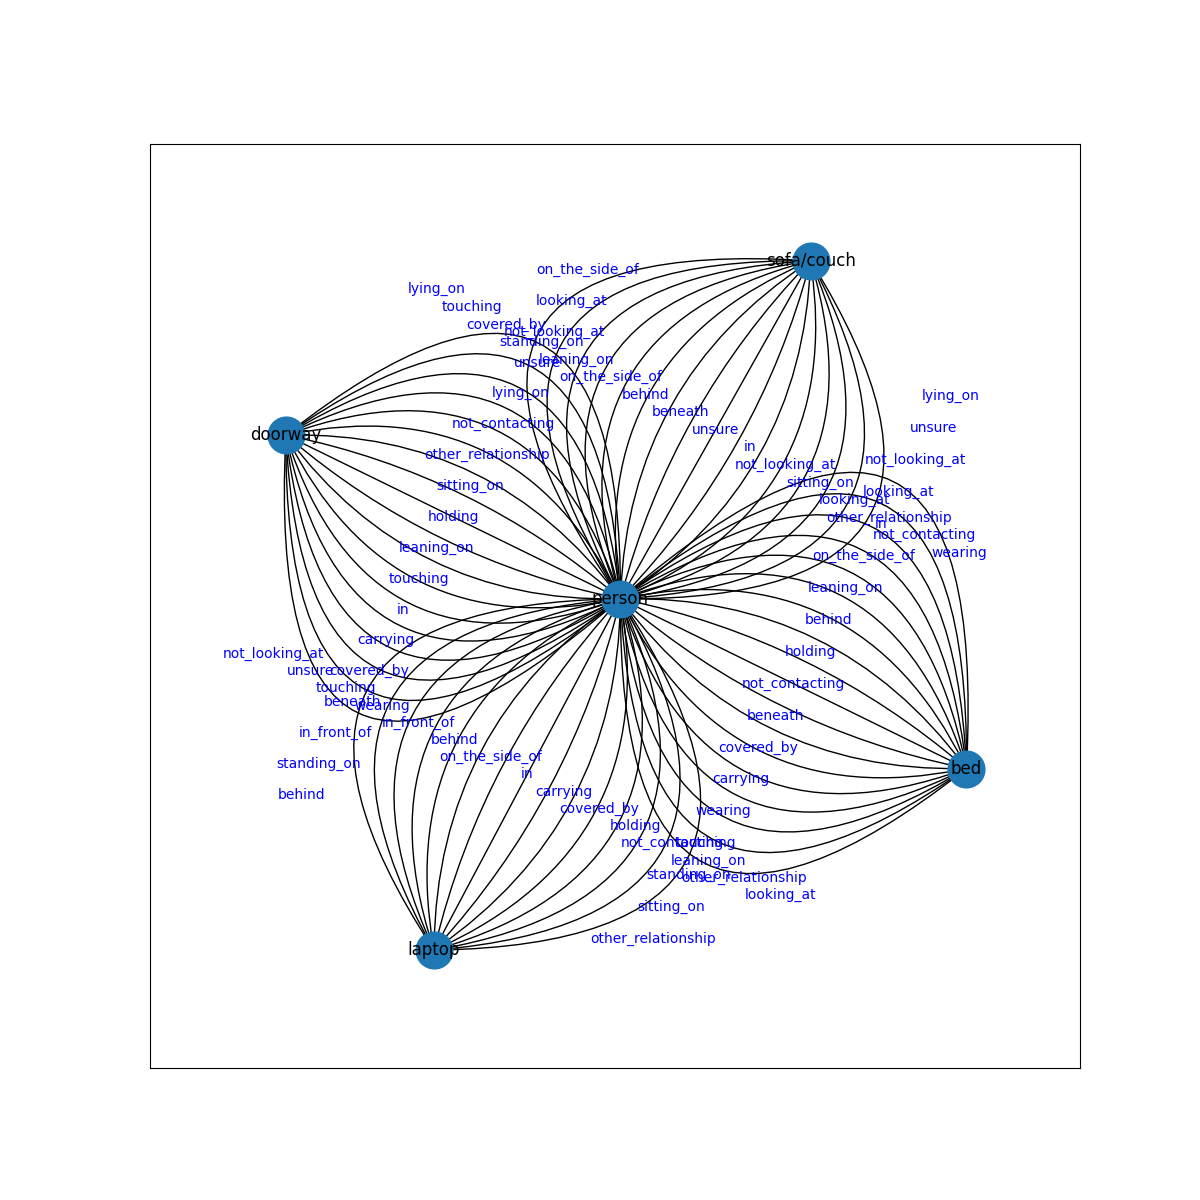 sofa/couch
on_the_side_of
lying_on
looking_at
touching
covered_by
not_looking_at
standing_on
leaning_on
unsure
on_the_side_of
lying_on
behind
lying_on
beneath
not_contacting
unsure
unsure
doorway
in
other_relationship
not_looking_at
not_looking_at
sitting_on
sitting_on
looking_at
looking_at
holding
other_relationship
in
not_contacting
leaning_on
wearing
on_the_side_of
touching
leaning_on
person
in
behind
carrying
not_looking_at
holding
unsure
covered_by
not_contacting
touching
beneath
wearing
beneath
in_front_of
in_front_of
behind
covered_by
on_the_side_of
standing_on
bed
in
carrying
behind
carrying
covered_by
wearing
holding
not_contacting
touching
leaning_on
standing_on
other_relationship
looking_at
sitting_on
other_relationship
laptop